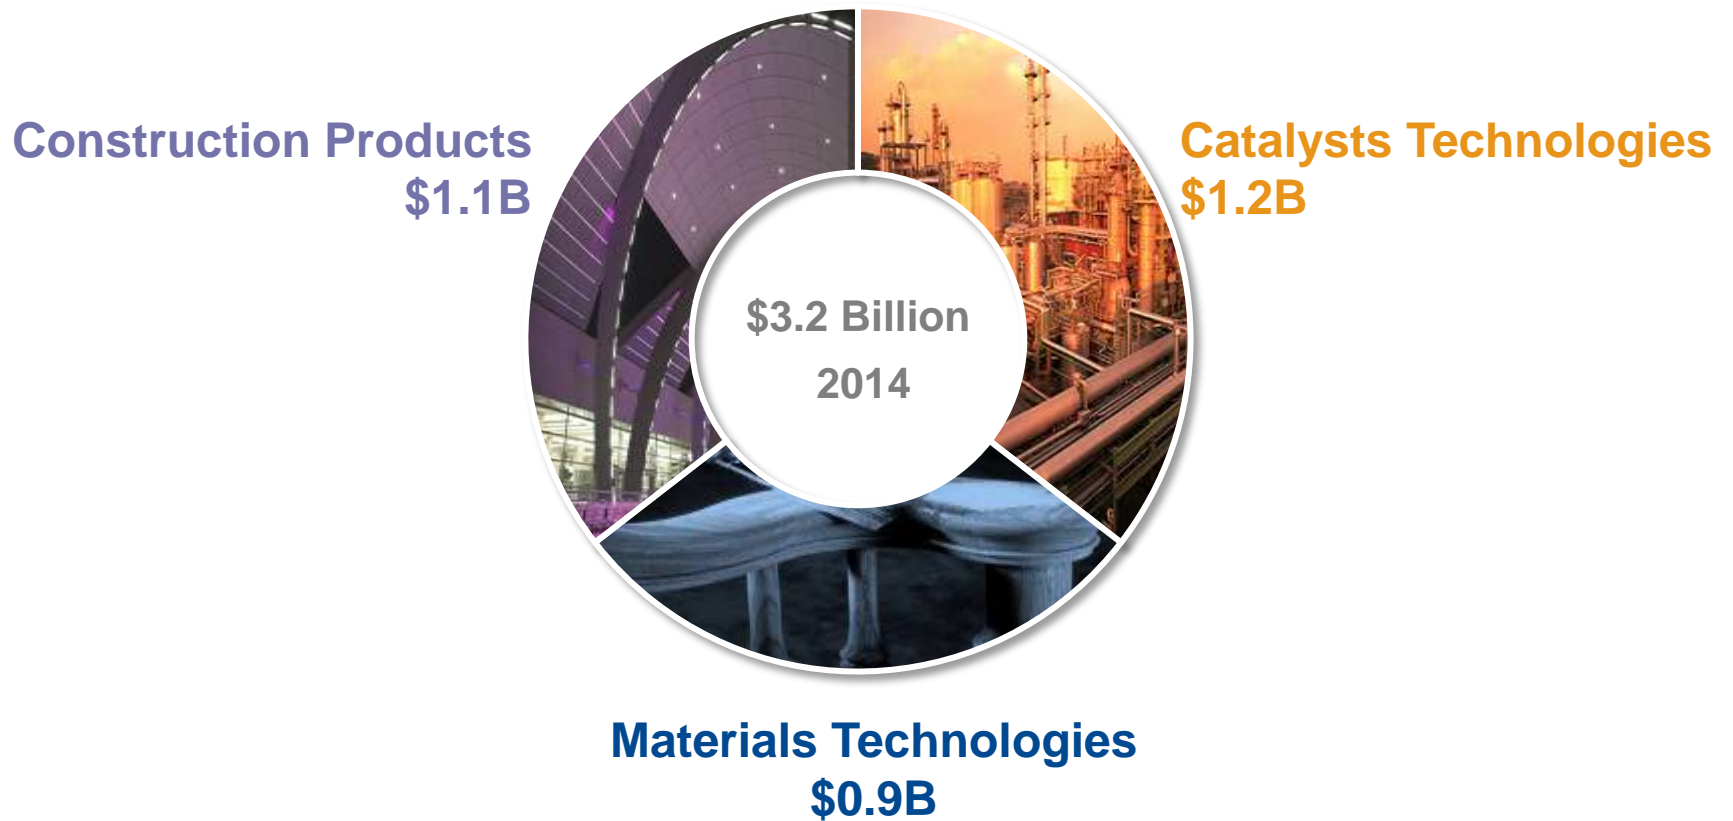 Construction Products
$1.1B
Catalysts Technologies
$1.2B
$3.2 Billion
2014
Materials Technologies
$0.9B